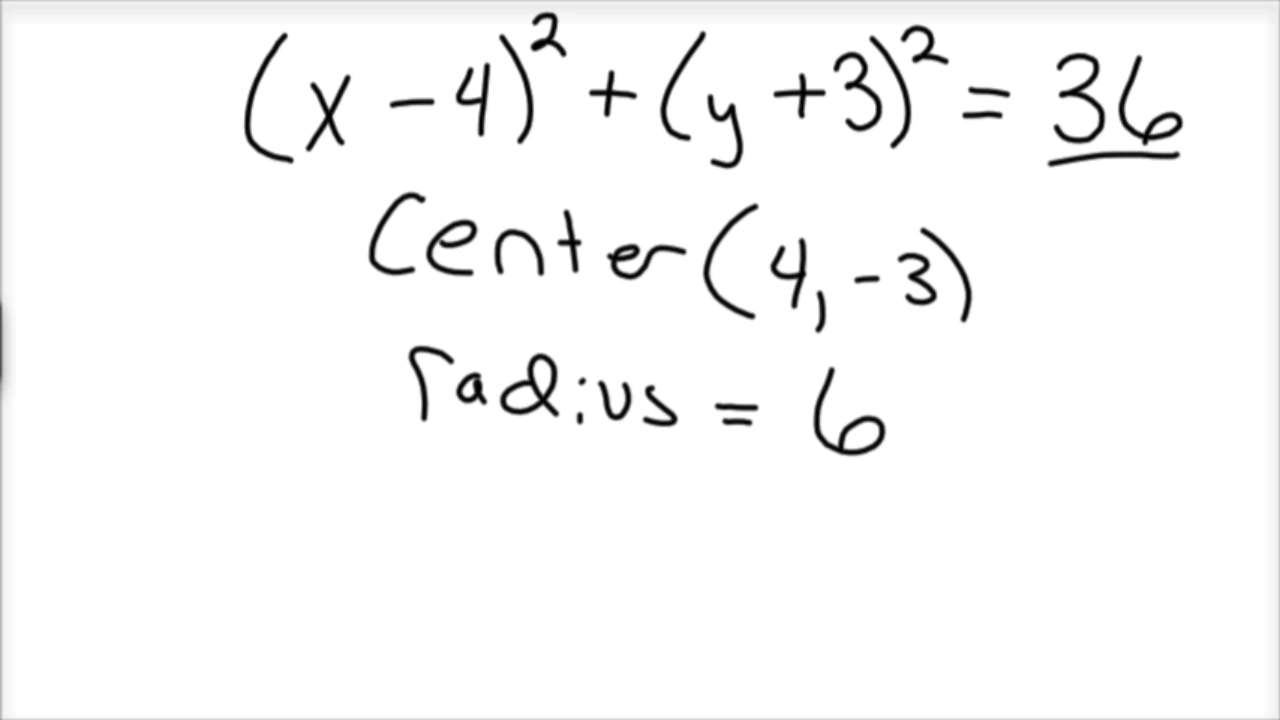 (x - 4)² + (y + 3)² = 36
Center (4, -3)
radius = 6